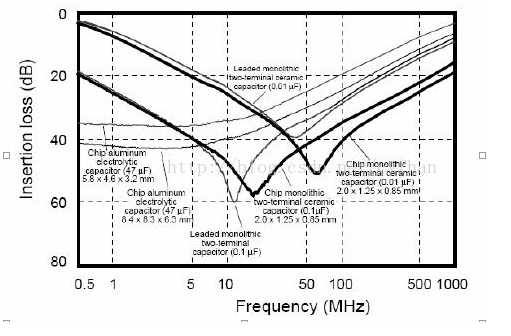 0
20
40
60
80
Insertion loss (dB)
Leaded monolithic
two-terminal ceramic
capacitor (0.01 µF)
Chip aluminum
electrolytic
capacitor (47 µF)
5.8 x 4.6 x 3.2 mm
Chip aluminum
electrolytic
capacitor (47 µF)
8.4 x 8.3 x 6.3 mm
Leaded monolithic
two-terminal
capacitor (0.1 µF)
Chip monolithic
two-terminal ceramic
capacitor (0.1µF)
2.0 x 1.25 x 0.85 mm
Chip monolithic
two-terminal ceramic
capacitor (0.01 µF)
2.0 x 1.25 x 0.85 mm
0.5 1 5 10 50 100 500 1000
Frequency (MHz)